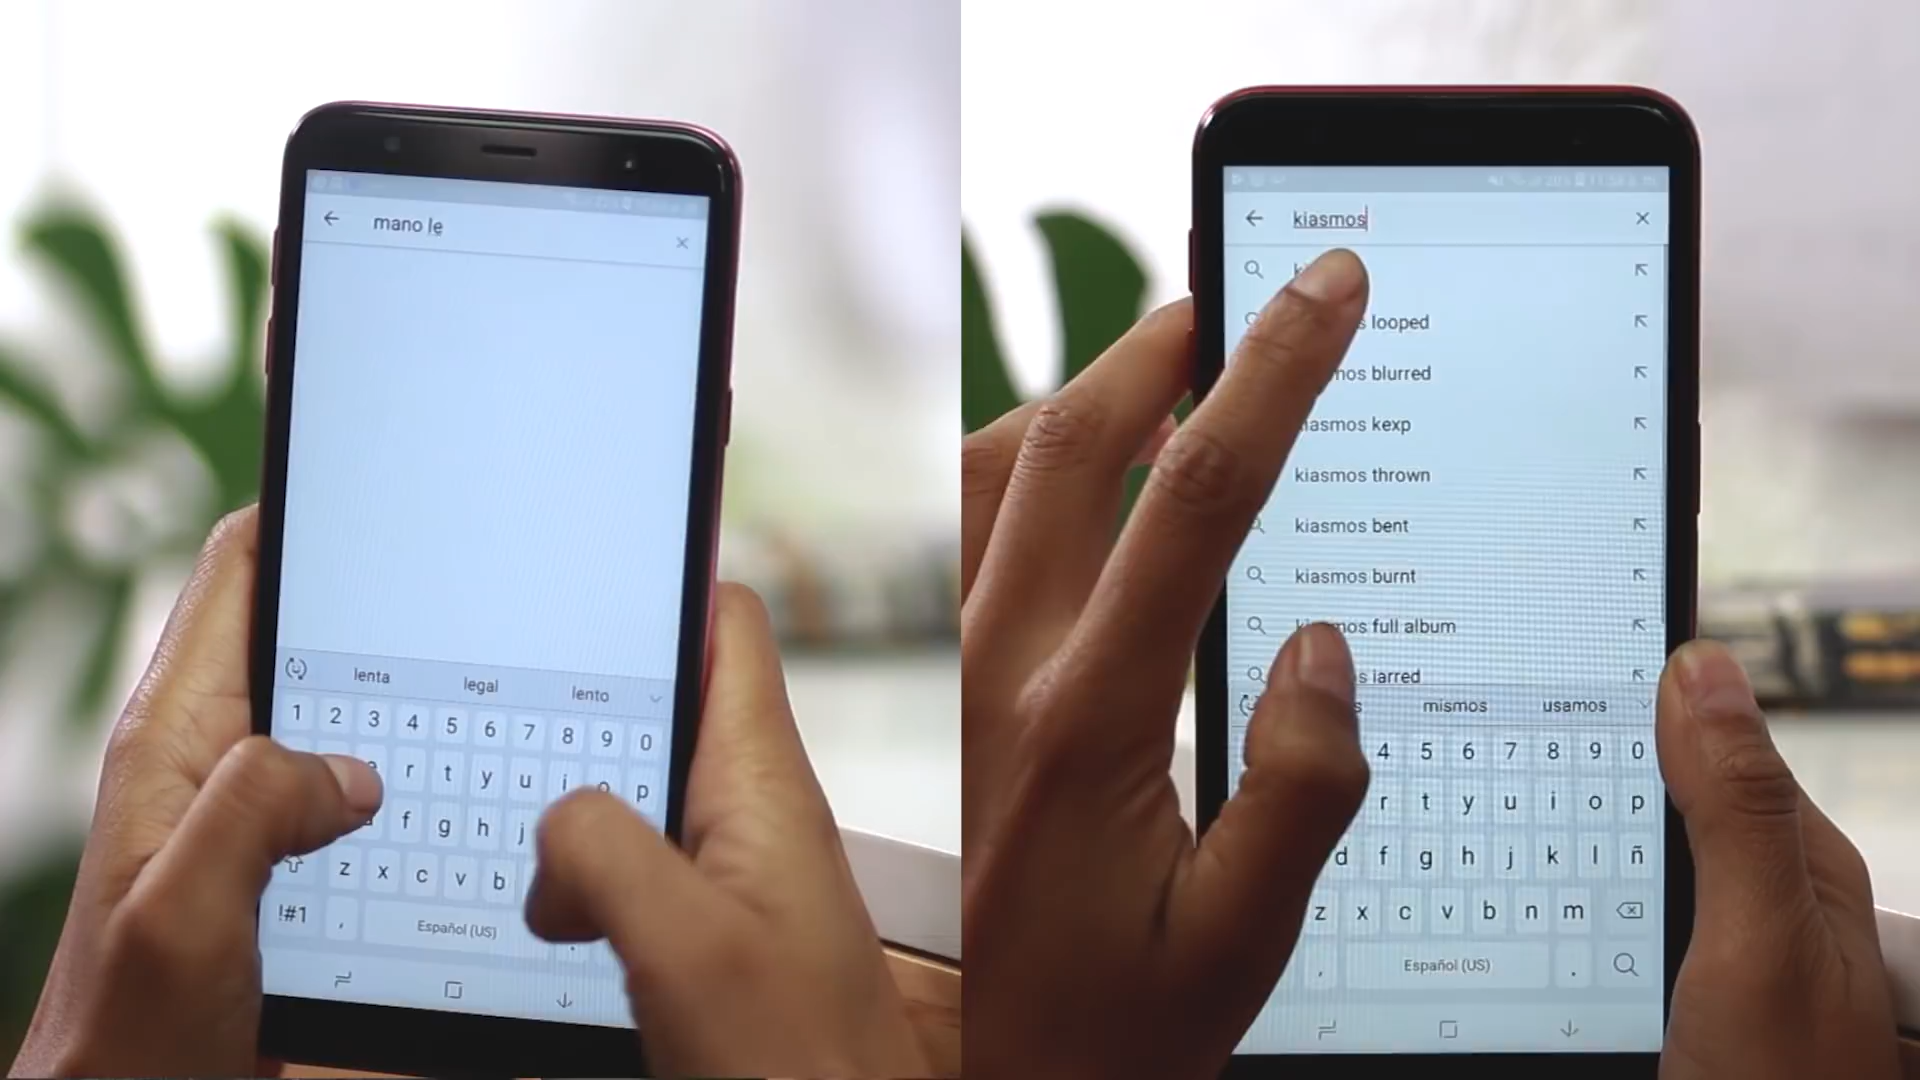 mano le
lenta legal lento
1 2 3 4 5 6 7 8 9 0
r t y u i o p
f g h j
z x c v b
!#1 , Español (US) .
kiasmos
looped
blurred
kiasmos kexp
kiasmos thrown
kiasmos bent
kiasmos burnt
kiasmos full album
jarred
mismos usamos
4 5 6 7 8 9 0
r t y u i o p
d f g h j k l ñ
z x c v b n m
, Español (US) .